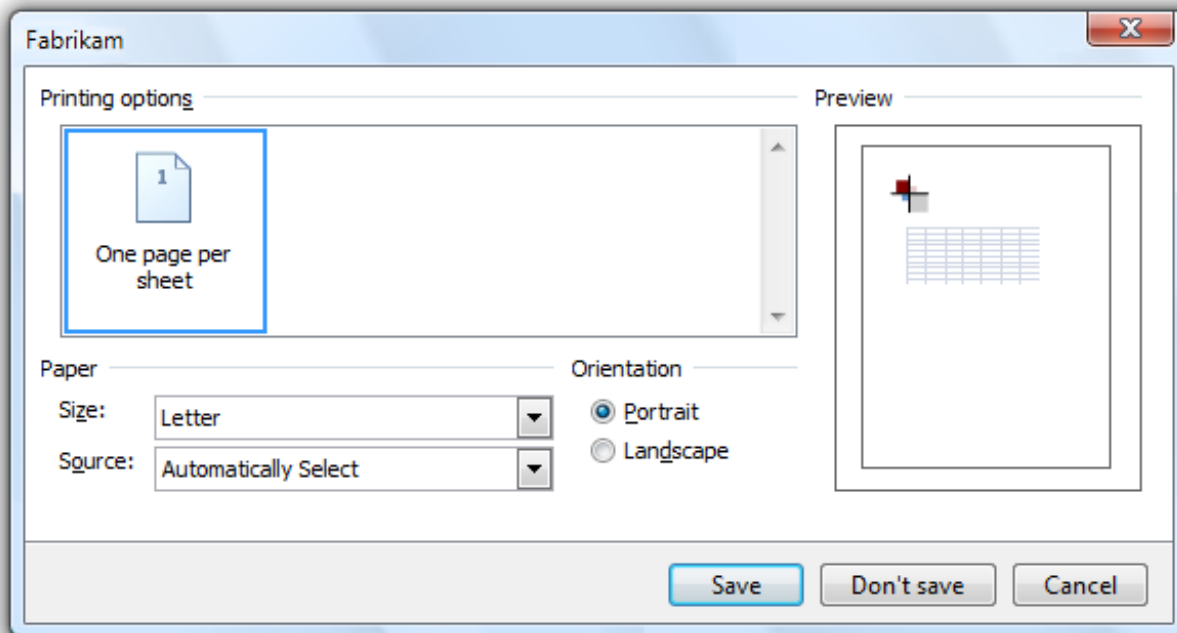 Fabrikam
X
Printing options
Preview
1
One page per
sheet
Paper
Orientation
Size:
Letter
Portrait
Source:
Automatically Select
Landscape
Save
Don't save
Cancel